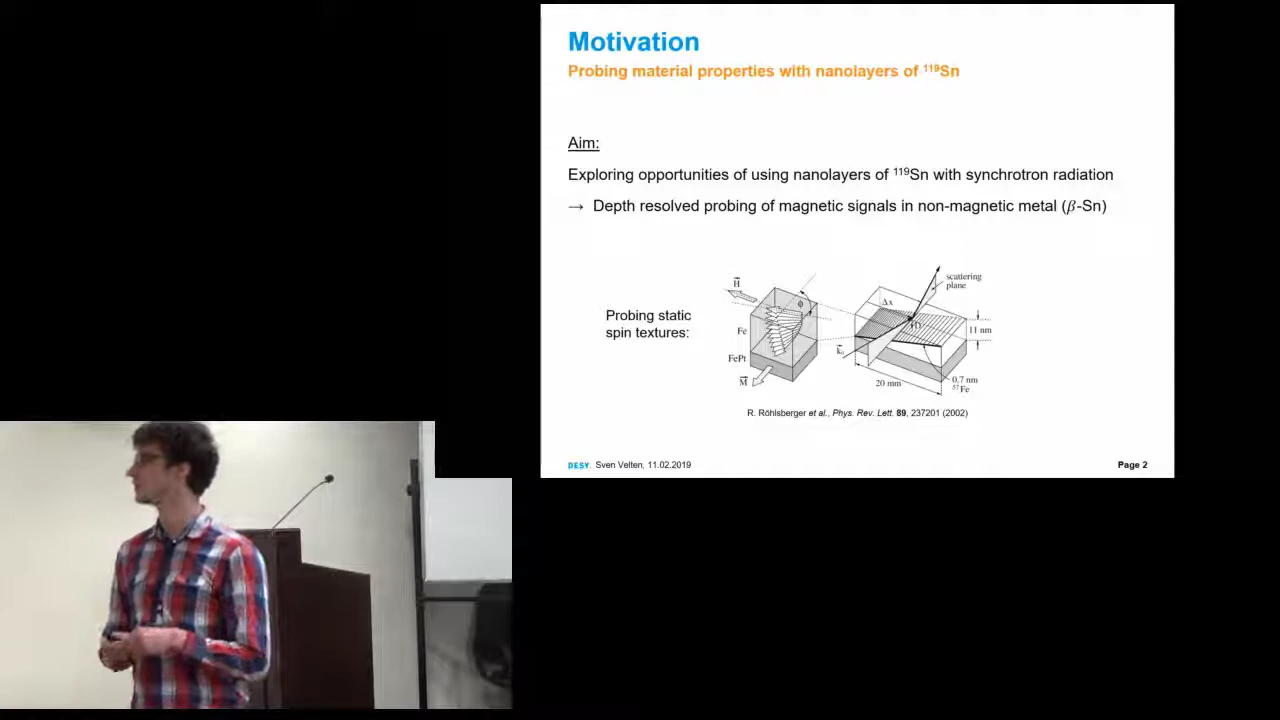 Motivation
Probing material properties with nanolayers of ¹¹⁹Sn
Aim:
Exploring opportunities of using nanolayers of ¹¹⁹Sn with synchrotron radiation
→ Depth resolved probing of magnetic signals in non-magnetic metal (β-Sn)
Probing static
spin textures:
H
ϕ
Fe
FePt
M
scattering
plane
Δx
D
11 nm
k₀
20 mm
0.7 nm
⁵⁷Fe
R. Röhlsberger et al., Phys. Rev. Lett. 89, 237201 (2002)
DESY. Sven Velten, 11.02.2019
Page 2